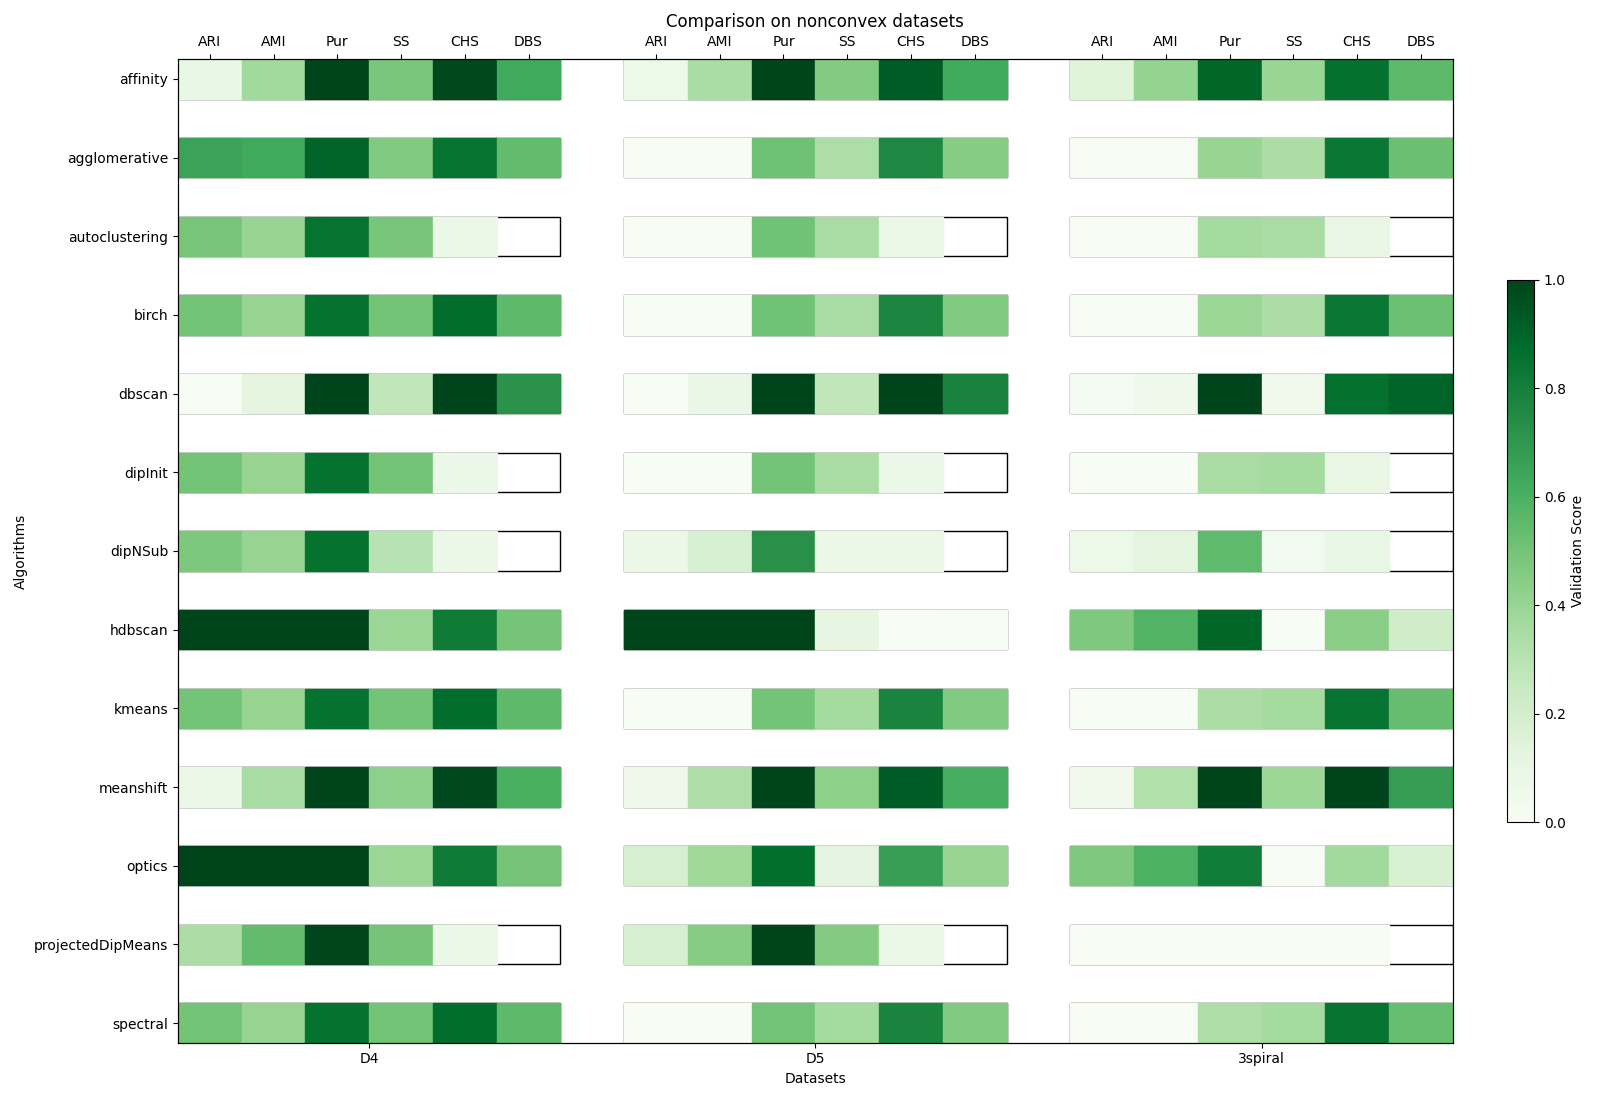 Comparison on nonconvex datasets
ARI AMI Pur SS CHS DBS ARI AMI Pur SS CHS DBS ARI AMI Pur SS CHS DBS
affinity
agglomerative
autoclustering
birch
dbscan
dipInit
dipNSub
hdbscan
kmeans
meanshift
optics
projectedDipMeans
spectral
Algorithms
D4 D5 3spiral
Datasets
1.0
0.8
0.6
0.4
0.2
0.0
Validation Score